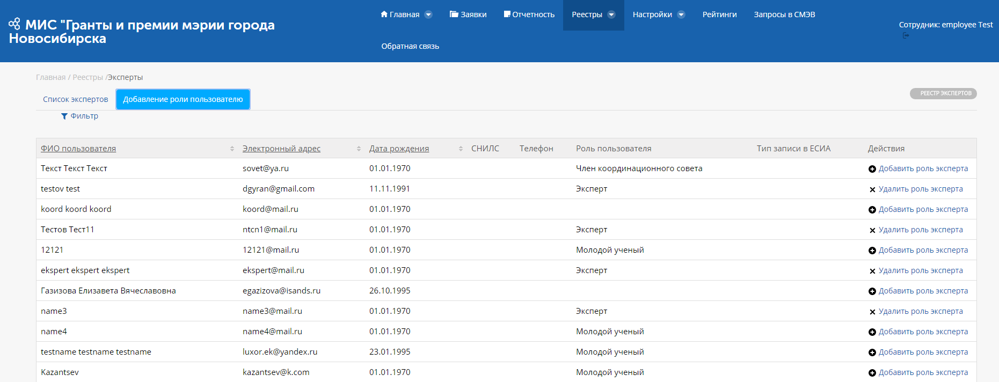 МИС "Гранты и премии мэрии города
Новосибирска
Главная Заявки Отчетность Реестры Настройки Рейтинги Запросы в СМЭВ
Обратная связь
Сотрудник: employee Test
Главная / Реестры /Эксперты
Список экспертов Добавление роли пользователю
РЕЕСТР ЭКСПЕРТОВ
Фильтр
ФИО пользователя Электронный адрес Дата рождения СНИЛС Телефон Роль пользователя Тип записи в ЕСИА Действия
Текст Текст Текст sovet@ya.ru 01.01.1970 Член координационного совета Добавить роль эксперта
testov test dgyran@gmail.com 11.11.1991 Эксперт Удалить роль эксперта
koord koord koord koord@mail.ru 01.01.1970 Добавить роль эксперта
Тестов Тест11 ntcn1@mail.ru 01.01.1970 Эксперт Удалить роль эксперта
12121 12121@mail.ru 01.01.1970 Молодой ученый Добавить роль эксперта
ekspert ekspert ekspert ekspert@mail.ru 01.01.1970 Эксперт Удалить роль эксперта
Газизова Елизавета Вячеславовна egazizova@isands.ru 26.10.1995 Добавить роль эксперта
name3 name3@mail.ru 01.01.1970 Эксперт Удалить роль эксперта
name4 name4@mail.ru 01.01.1970 Молодой ученый Добавить роль эксперта
testname testname testname luxor.ek@yandex.ru 23.01.1995 Молодой ученый Добавить роль эксперта
Kazantsev kazantsev@k.com 01.01.1970 Молодой ученый Добавить роль эксперта